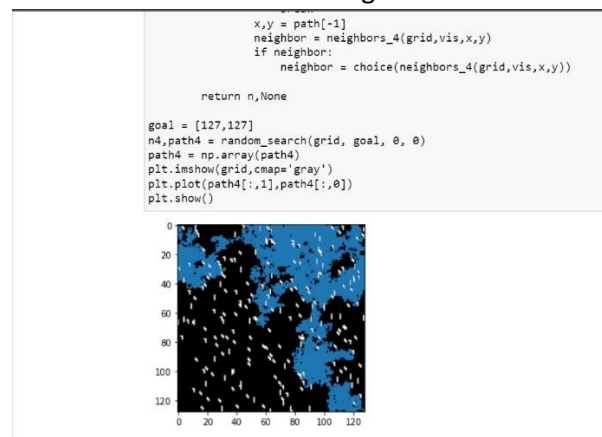 x,y = path[-1]
neighbor = neighbors_4(grid,vis,x,y)
if neighbor:
neighbor = choice(neighbors_4(grid,vis,x,y))
return n,None
goal = [127,127]
n4,path4 = random_search(grid, goal, 0, 0)
path4 = np.array(path4)
plt.imshow(grid,cmap='gray')
plt.plot(path4[:,1],path4[:,0])
plt.show()
0
20
40
60
80
100
120
0 20 40 60 80 100 120